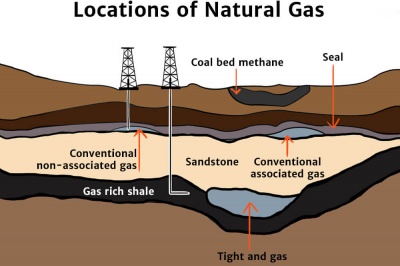 Locations of Natural Gas
Coal bed methane
Seal
Conventional
non-associated gas
Sandstone
Conventional
associated gas
Gas rich shale
Tight and gas